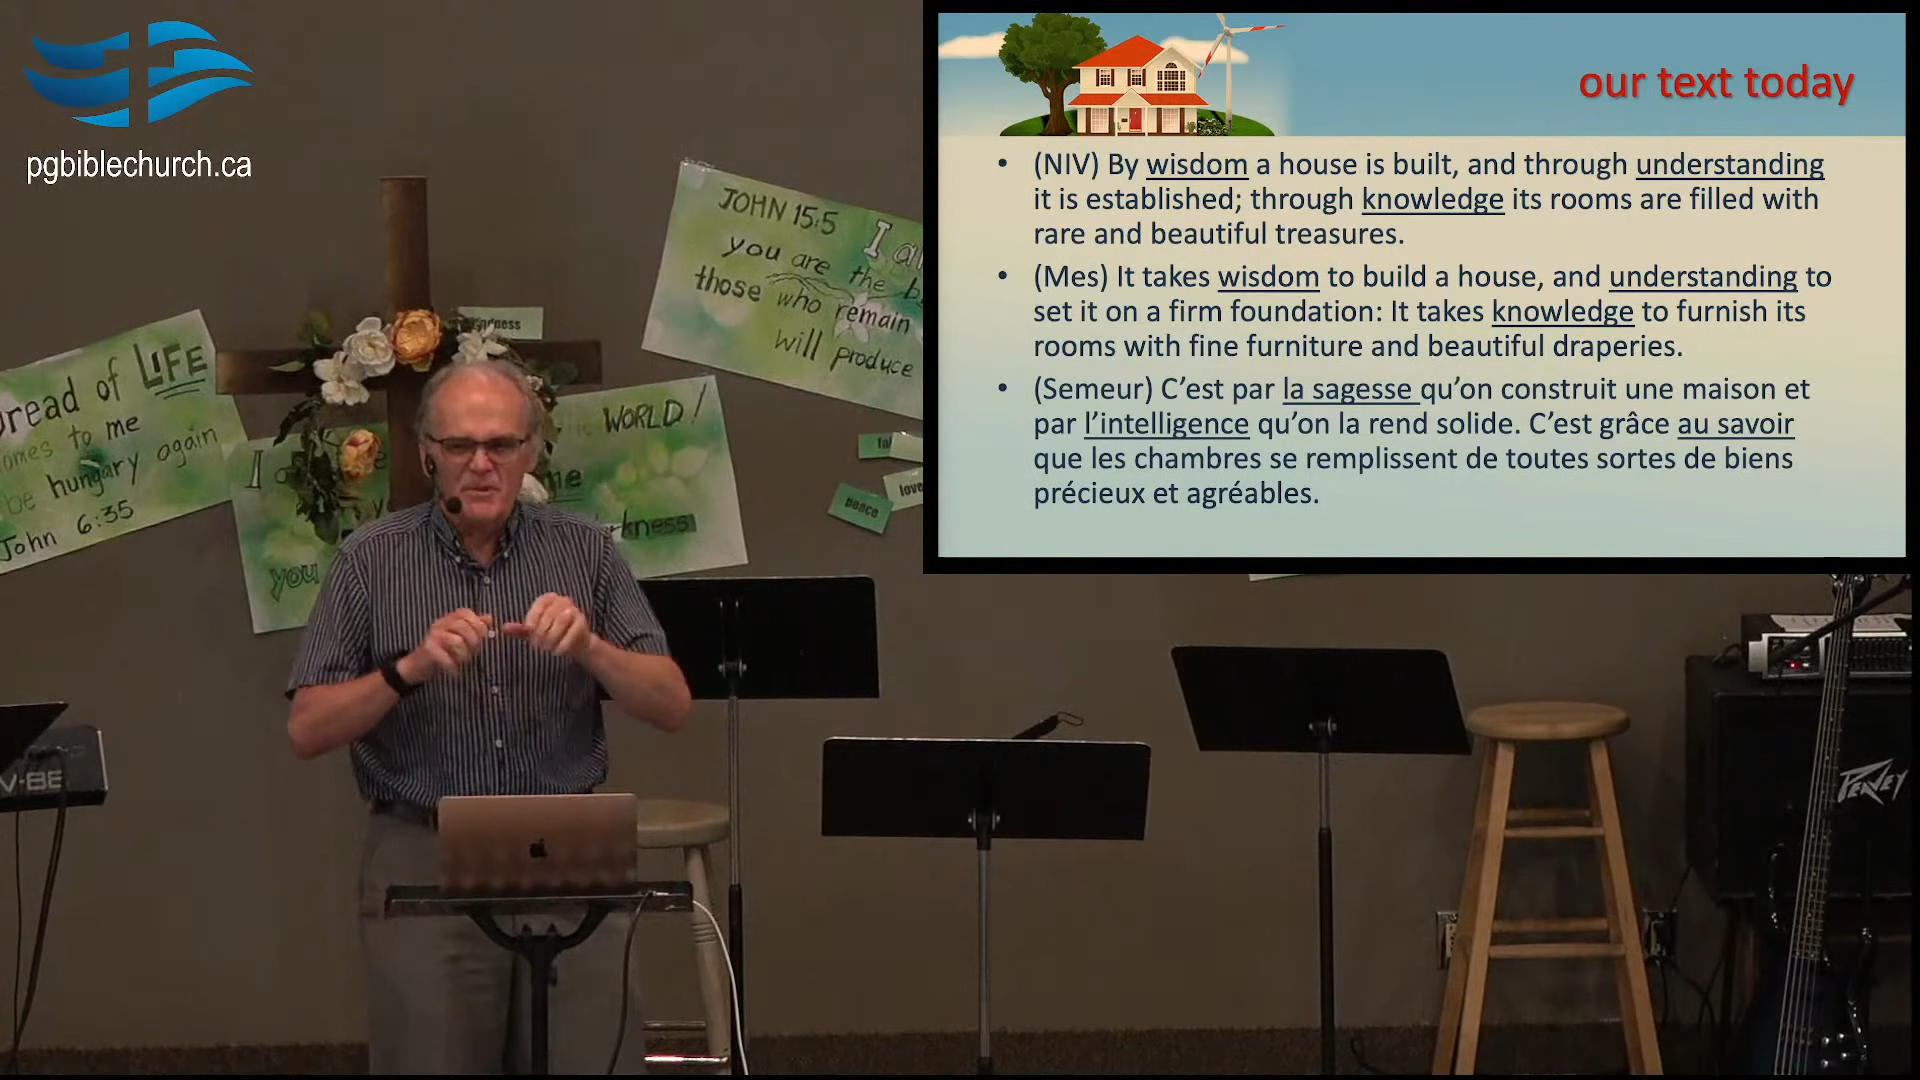 pgbiblechurch.ca
our text today
• (NIV) By wisdom a house is built, and through understanding
it is established; through knowledge its rooms are filled with
rare and beautiful treasures.
• (Mes) It takes wisdom to build a house, and understanding to
set it on a firm foundation: It takes knowledge to furnish its
rooms with fine furniture and beautiful draperies.
• (Semeur) C’est par la sagesse qu’on construit une maison et
par l’intelligence qu’on la rend solide. C’est grâce au savoir
que les chambres se remplissent de toutes sortes de biens
précieux et agréables.
JOHN 15:5
I
you are the
those who remain
will produce
of LIFE
to me
be hungary again
John 6:35
I
you
WORLD!
peace
love
PEAVEY
V-BE